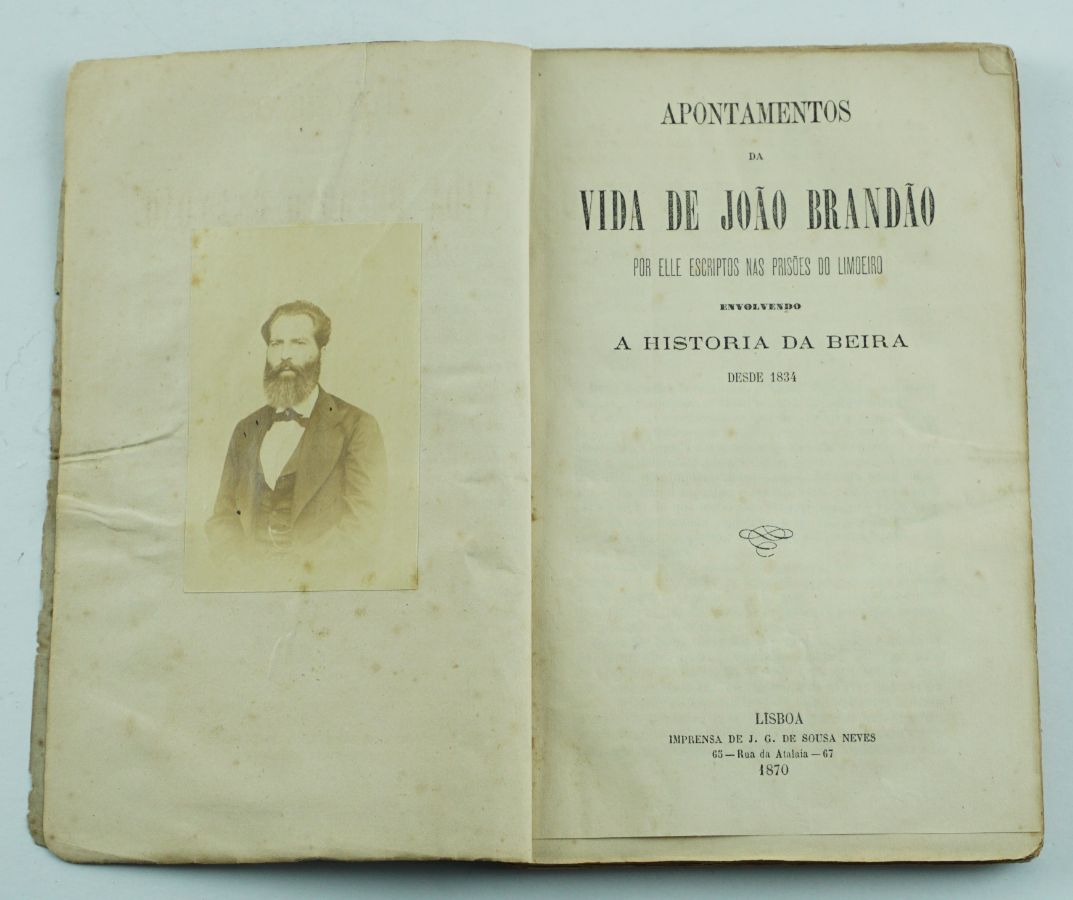 APONTAMENTOS
DA
VIDA DE JOÃO BRANDÃO
POR ELLE ESCRIPTOS NAS PRISÕES DO LIMOEIRO
ENVOLVENDO
A HISTORIA DA BEIRA
DESDE 1834
LISBOA
IMPRENSA DE J. G. DE SOUSA NEVES
65 — Rua da Atalaia — 67
1870